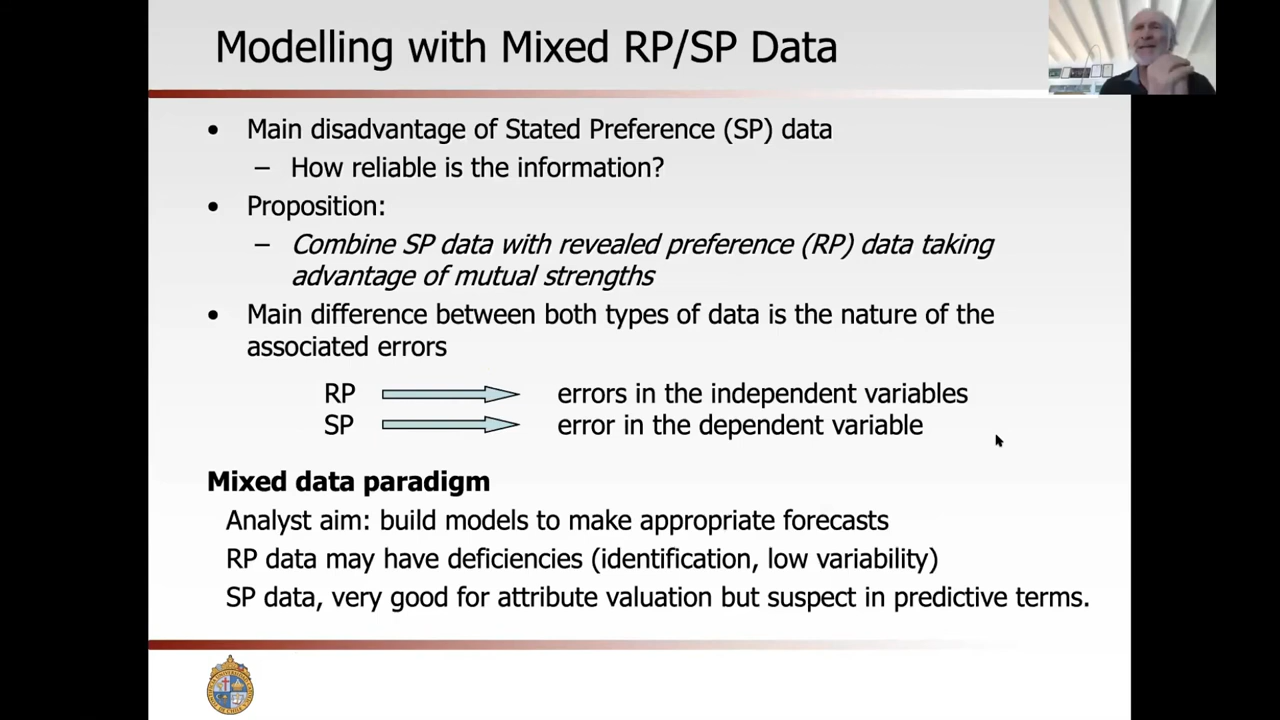 Modelling with Mixed RP/SP Data
• Main disadvantage of Stated Preference (SP) data
– How reliable is the information?
• Proposition:
– Combine SP data with revealed preference (RP) data taking
advantage of mutual strengths
• Main difference between both types of data is the nature of the
associated errors
RP errors in the independent variables
SP error in the dependent variable
Mixed data paradigm
Analyst aim: build models to make appropriate forecasts
RP data may have deficiencies (identification, low variability)
SP data, very good for attribute valuation but suspect in predictive terms.